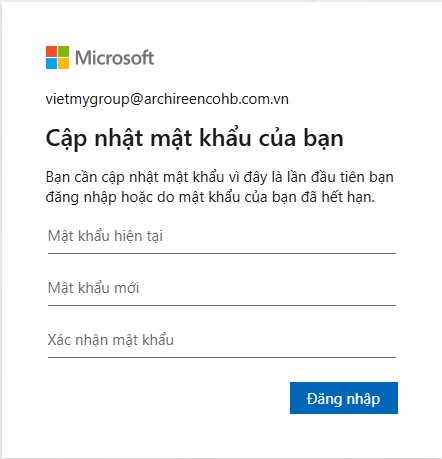 Microsoft
vietmygroup@archireencohb.com.vn
Cập nhật mật khẩu của bạn
Bạn cần cập nhật mật khẩu vì đây là lần đầu tiên bạn
đăng nhập hoặc do mật khẩu của bạn đã hết hạn.
Mật khẩu hiện tại
Mật khẩu mới
Xác nhận mật khẩu
Đăng nhập